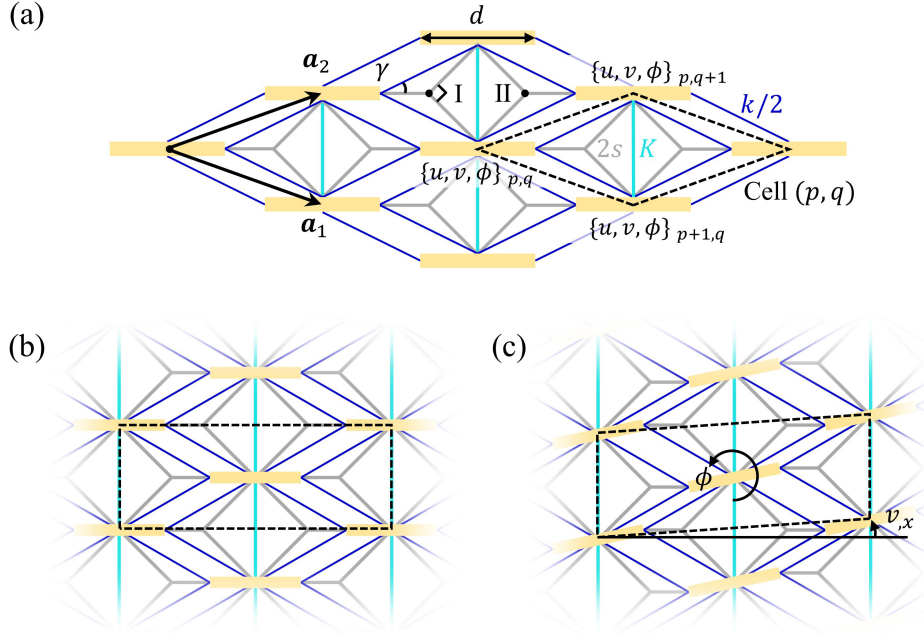 (a)
d
a₂
γ
I
II
{u, v, ϕ} p,q+1
k/2
2s
K
{u, v, ϕ} p,q
Cell (p, q)
a₁
{u, v, ϕ} p+1,q
(b)
(c)
ϕ
v,x